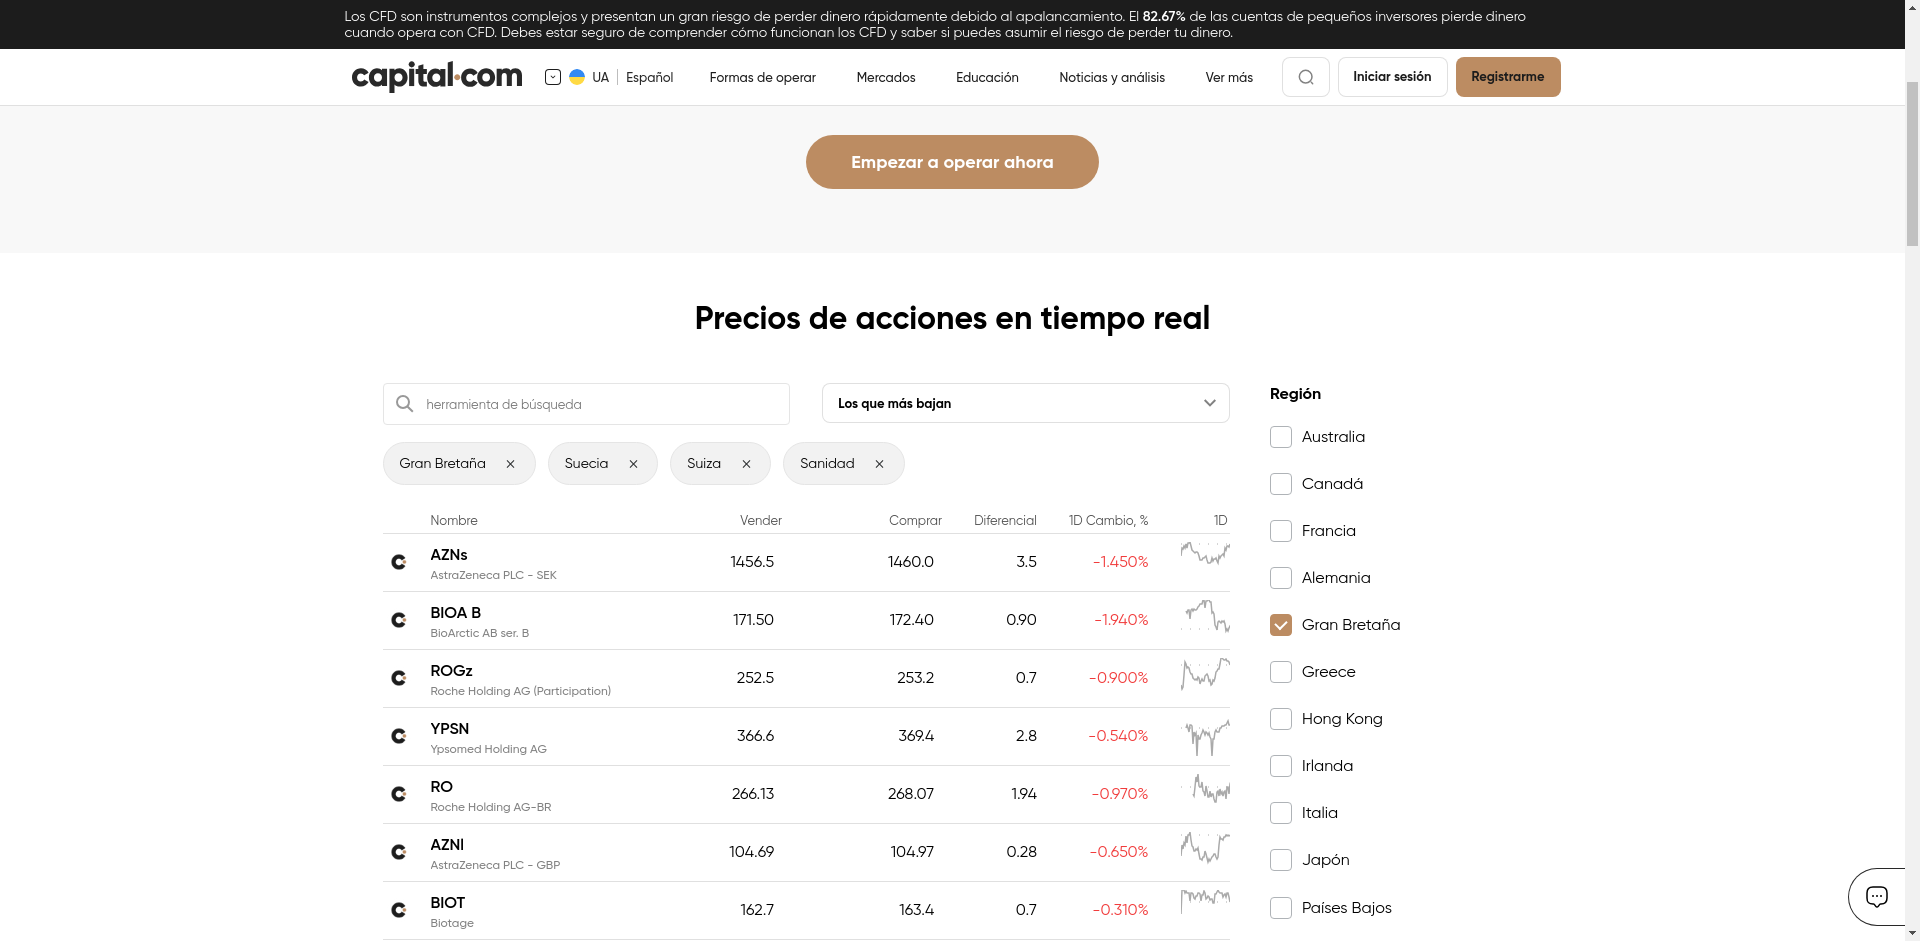 Los CFD son instrumentos complejos y presentan un gran riesgo de perder dinero rápidamente debido al apalancamiento. El 82.67% de las cuentas de pequeños inversores pierde dinero
cuando opera con CFD. Debes estar seguro de comprender cómo funcionan los CFD y saber si puedes asumir el riesgo de perder tu dinero.
capital.com UA Español Formas de operar Mercados Educación Noticias y análisis Ver más Iniciar sesión Registrarme
Empezar a operar ahora
Precios de acciones en tiempo real
herramienta de búsqueda Los que más bajan
Gran Bretaña Suecia Suiza Sanidad
Nombre Vender Comprar Diferencial 1D Cambio, % 1D
AZNs 1456.5 1460.0 3.5 -1.450%
AstraZeneca PLC - SEK
BIOA B 171.50 172.40 0.90 -1.940%
BioArctic AB ser. B
ROGz 252.5 253.2 0.7 -0.900%
Roche Holding AG (Participation)
YPSN 366.6 369.4 2.8 -0.540%
Ypsomed Holding AG
RO 266.13 268.07 1.94 -0.970%
Roche Holding AG-BR
AZNl 104.69 104.97 0.28 -0.650%
AstraZeneca PLC - GBP
BIOT 162.7 163.4 0.7 -0.310%
Biotage
Región
Australia
Canadá
Francia
Alemania
Gran Bretaña
Greece
Hong Kong
Irlanda
Italia
Japón
Países Bajos